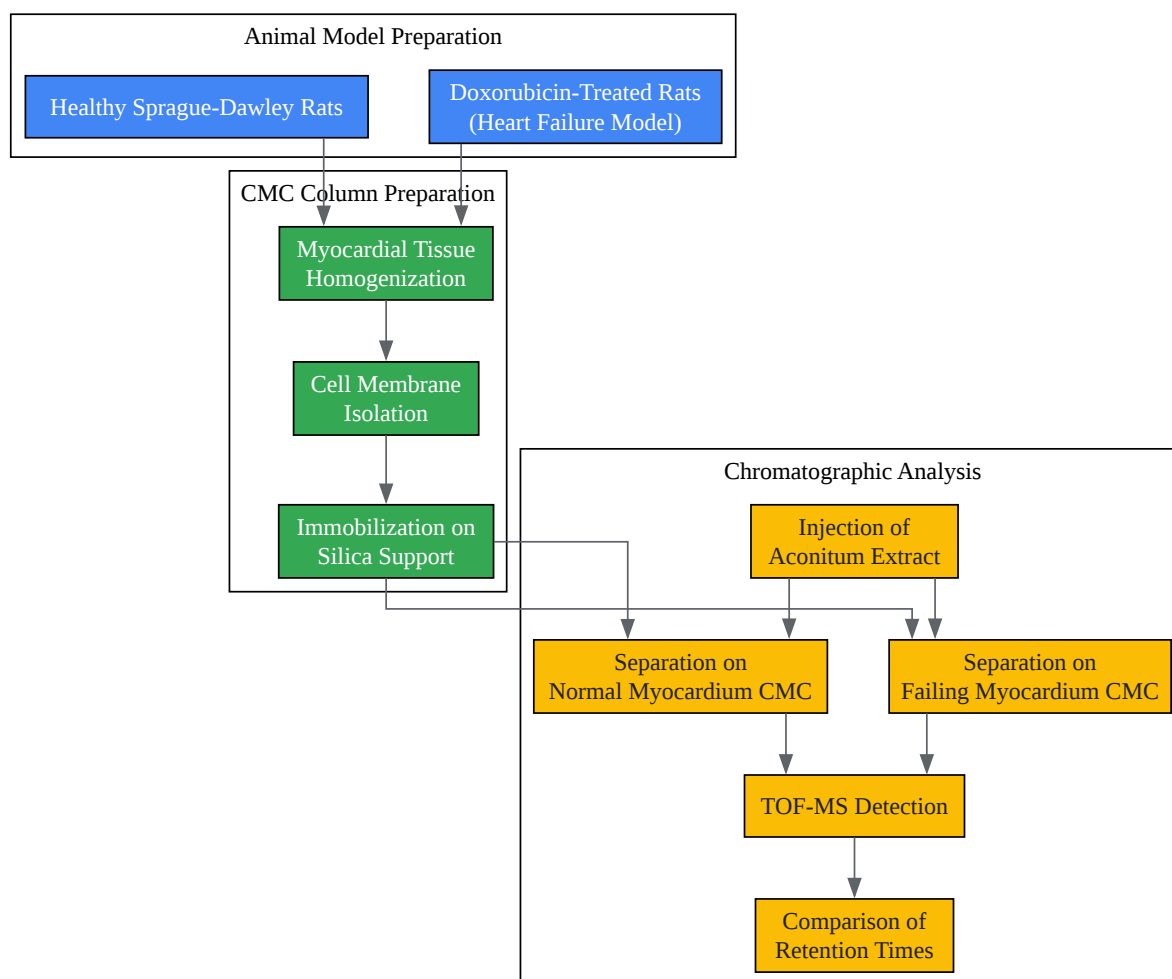 Animal Model Preparation
Healthy Sprague-Dawley Rats
Doxorubicin-Treated Rats
(Heart Failure Model)
CMC Column Preparation
Myocardial Tissue
Homogenization
Cell Membrane
Isolation
Immobilization on
Silica Support
Chromatographic Analysis
Injection of
Aconitum Extract
Separation on
Normal Myocardium CMC
Separation on
Failing Myocardium CMC
TOF-MS Detection
Comparison of
Retention Times